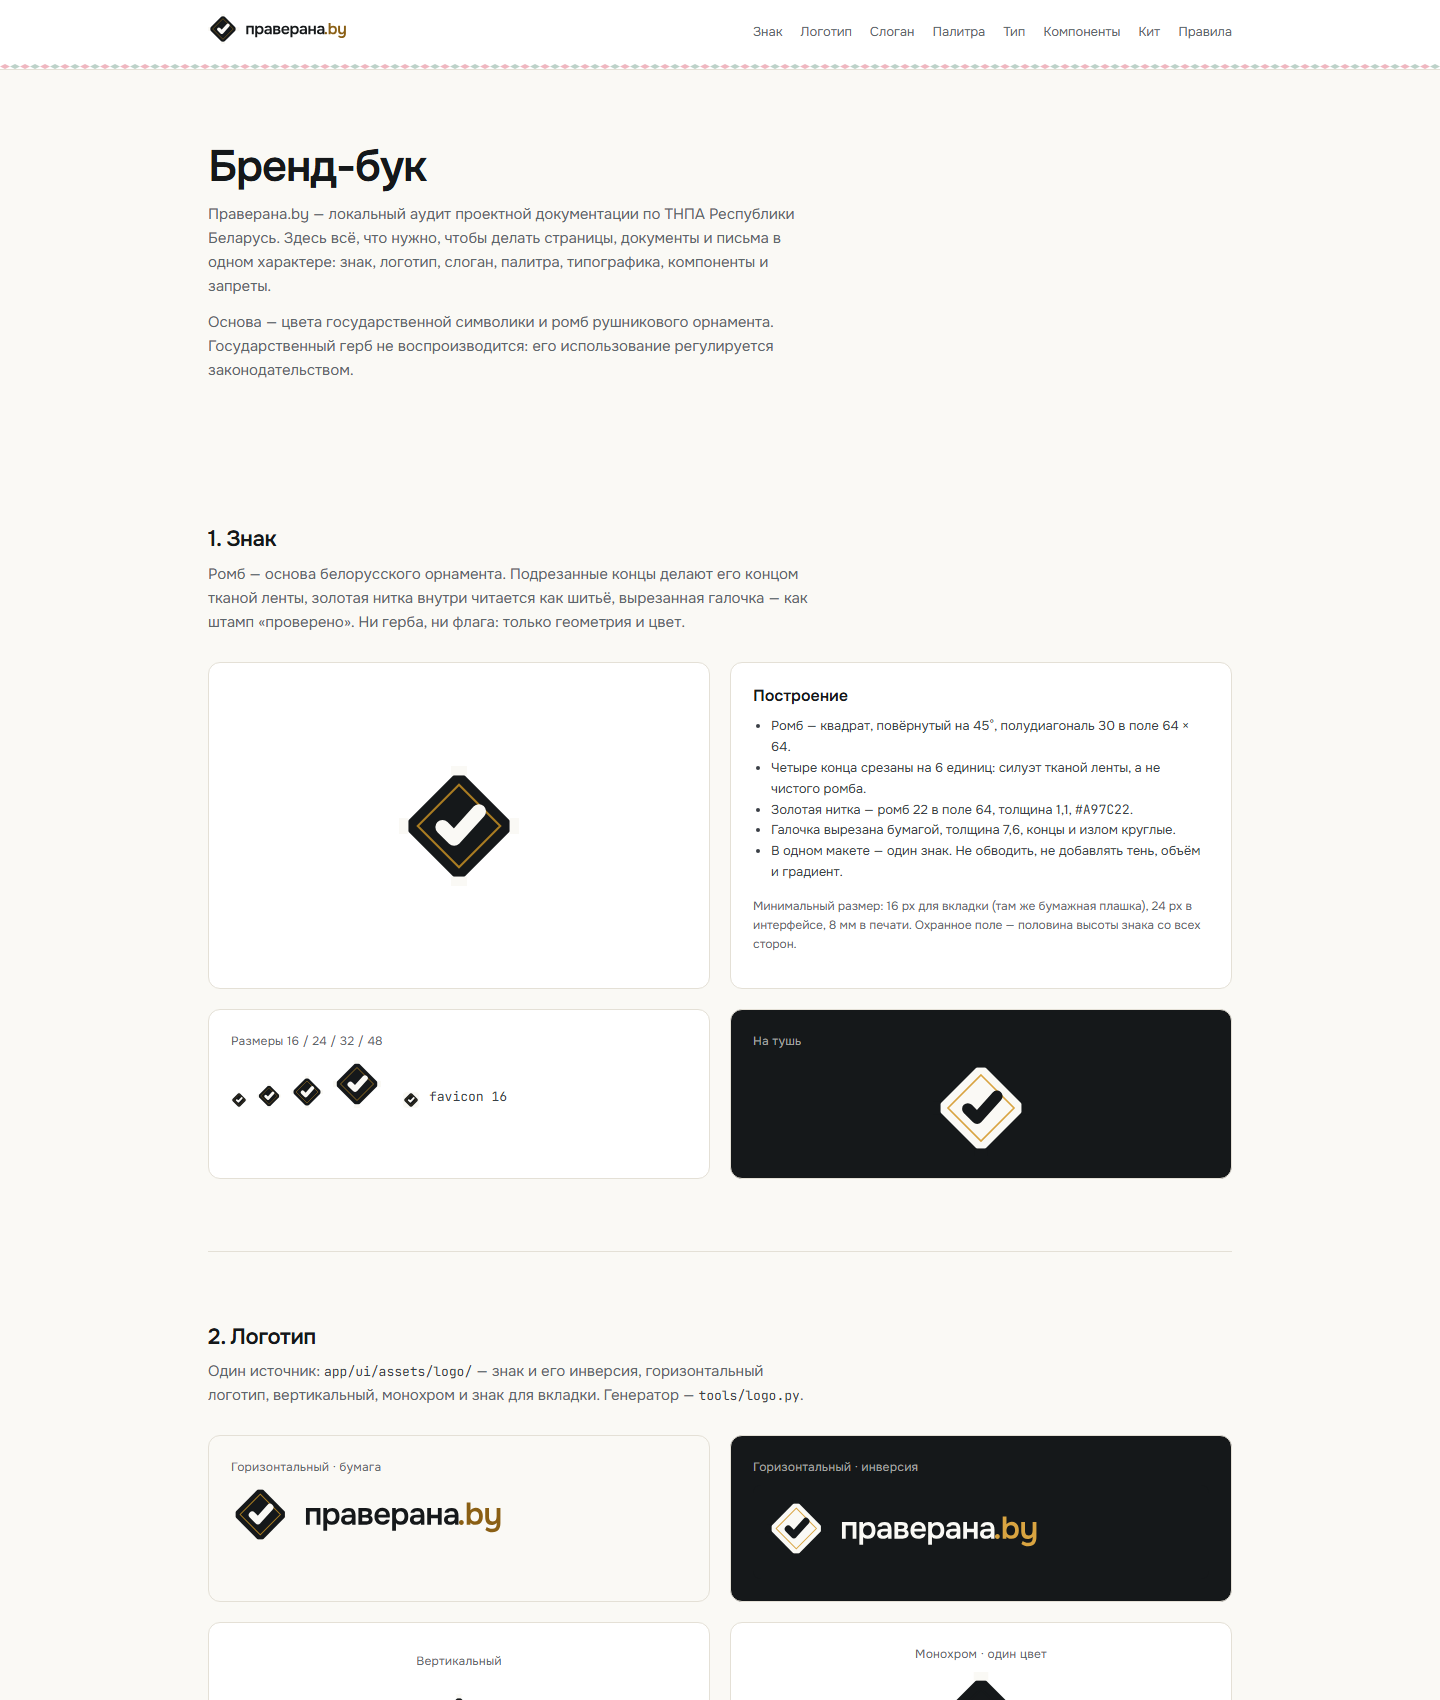 праверана.by
Знак Логотип Слоган Палитра Тип Компоненты Кит Правила
Бренд-бук
Праверана.by — локальный аудит проектной документации по ТНПА Республики
Беларусь. Здесь всё, что нужно, чтобы делать страницы, документы и письма в
одном характере: знак, логотип, слоган, палитра, типографика, компоненты и
запреты.
Основа — цвета государственной символики и ромб рушникового орнамента.
Государственный герб не воспроизводится: его использование регулируется
законодательством.
1. Знак
Ромб — основа белорусского орнамента. Подрезанные концы делают его концом
тканой ленты, золотая нитка внутри читается как шитьё, вырезанная галочка — как
штамп «проверено». Ни герба, ни флага: только геометрия и цвет.
Построение
• Ромб — квадрат, повёрнутый на 45°, полудиагональ 30 в поле 64 ×
64.
• Четыре конца срезаны на 6 единиц: силуэт тканой ленты, а не
чистого ромба.
• Золотая нитка — ромб 22 в поле 64, толщина 1,1, #A97C22.
• Галочка вырезана бумагой, толщина 7,6, концы и излом круглые.
• В одном макете — один знак. Не обводить, не добавлять тень, объём
и градиент.
Минимальный размер: 16 px для вкладки (там же бумажная плашка), 24 px в
интерфейсе, 8 мм в печати. Охранное поле — половина высоты знака со всех
сторон.
Размеры 16 / 24 / 32 / 48
favicon 16
На тушь
2. Логотип
Один источник: app/ui/assets/logo/ — знак и его инверсия, горизонтальный
логотип, вертикальный, монохром и знак для вкладки. Генератор — tools/logo.py.
Горизонтальный · бумага
праверана.by
Горизонтальный · инверсия
праверана.by
Вертикальный
Монохром · один цвет